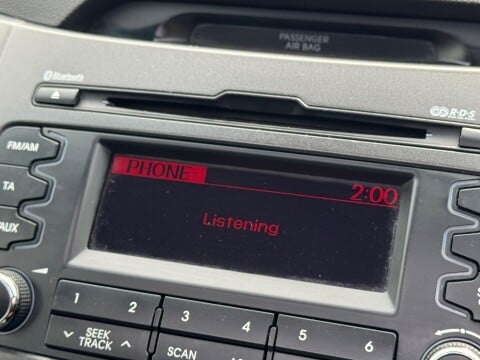 PASSENGER
AIR BAG
Bluetooth
R·D·S
FM/AM
TA
AUX
PHONE
2:00
Listening
1 2 3 4 5 6
SEEK
TRACK
SCAN